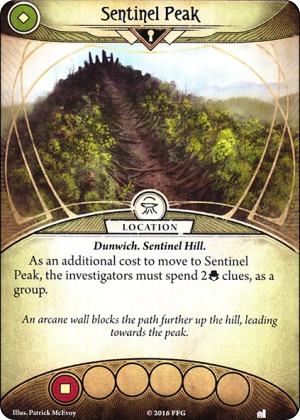 Sentinel Peak
LOCATION
Dunwich. Sentinel Hill.
As an additional cost to move to Sentinel
Peak, the investigators must spend 2 clues, as a
group.
An arcane wall blocks the path further up the hill, leading
towards the peak.
Illus. Patrick McEvoy
© 2016 FFG